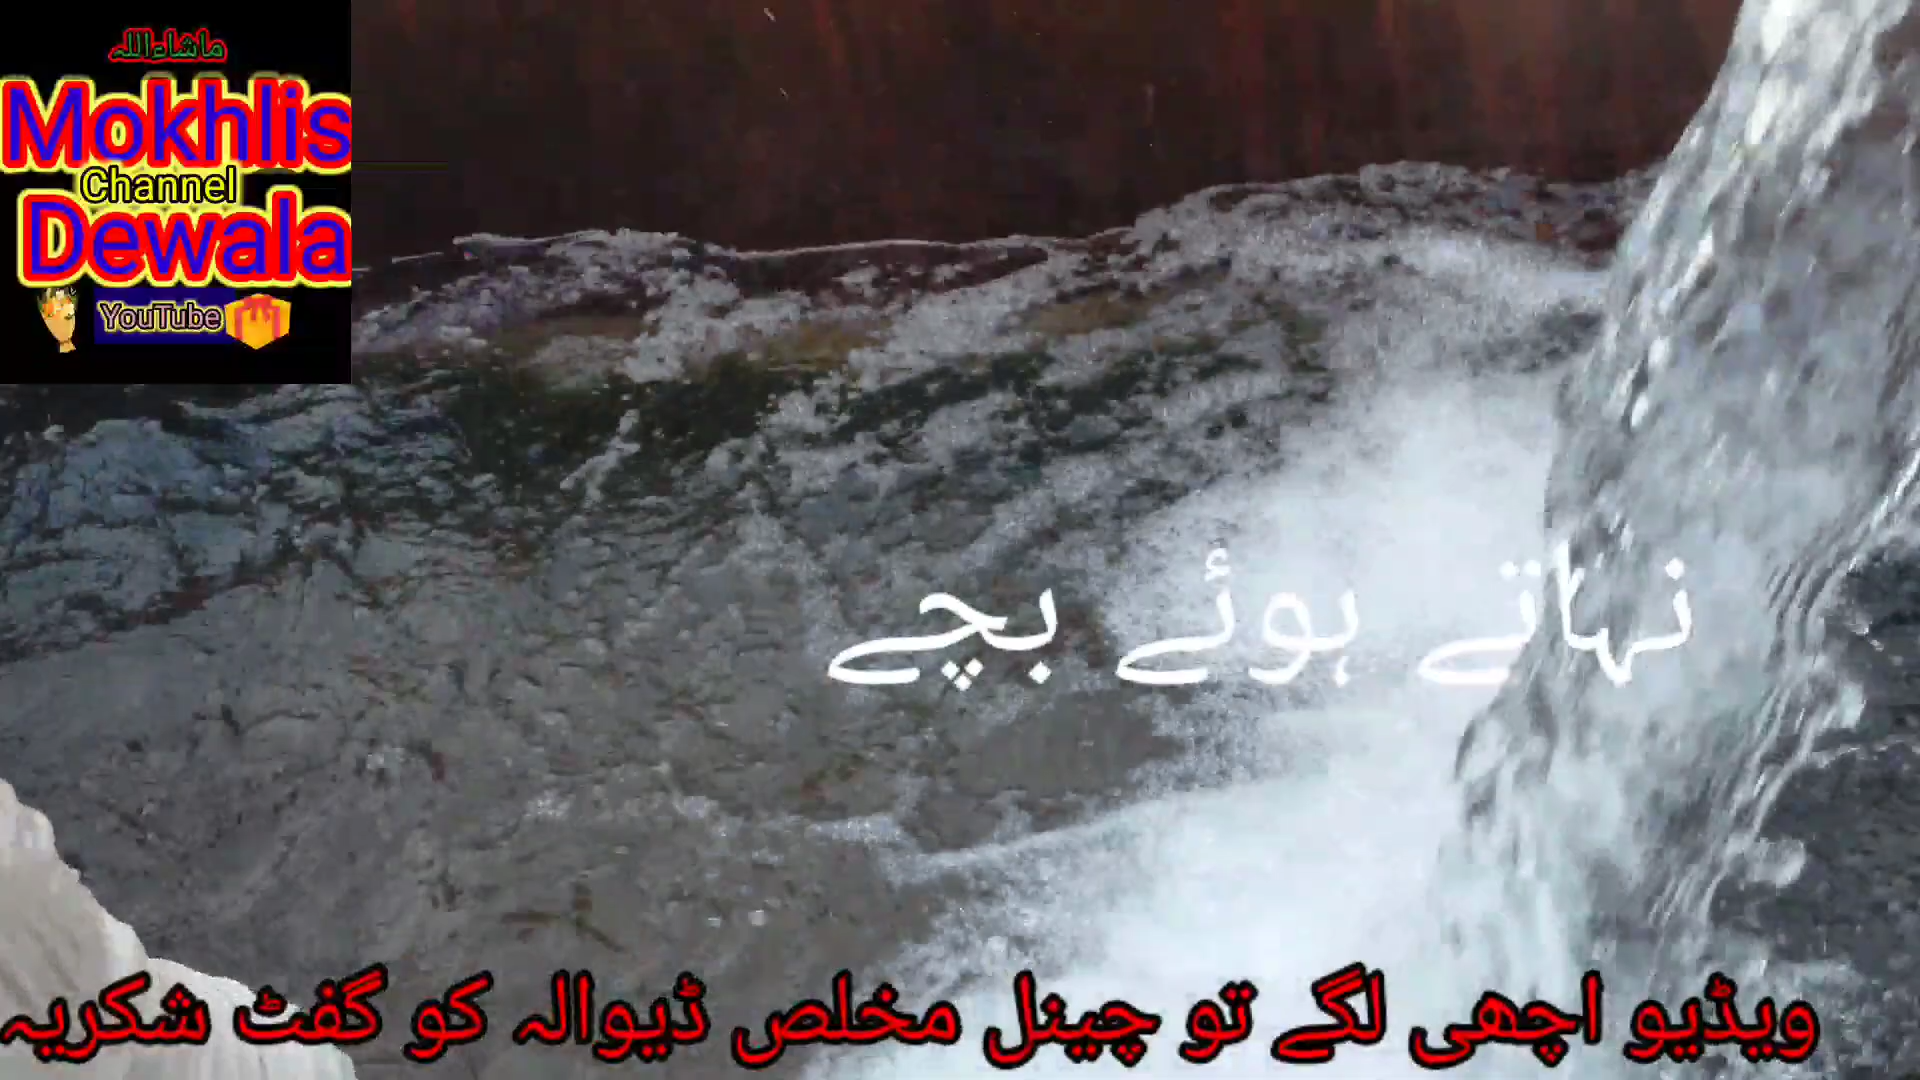 ماشاءاللہ
Mokhlis
Channel
Dewala
YouTube
نہاتے ہوئے بچے
ویڈیو اچھی لگے تو چینل مخلص ڈیوالہ کو گفٹ شکریہ